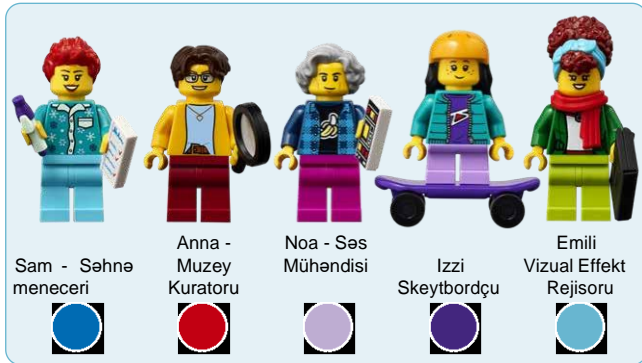 Sam - Səhnə
meneceri
Anna -
Muzey
Kuratoru
Noa - Səs
Mühəndisi
Izzi
Skeytbordçu
Emili
Vizual Effekt
Rejisoru